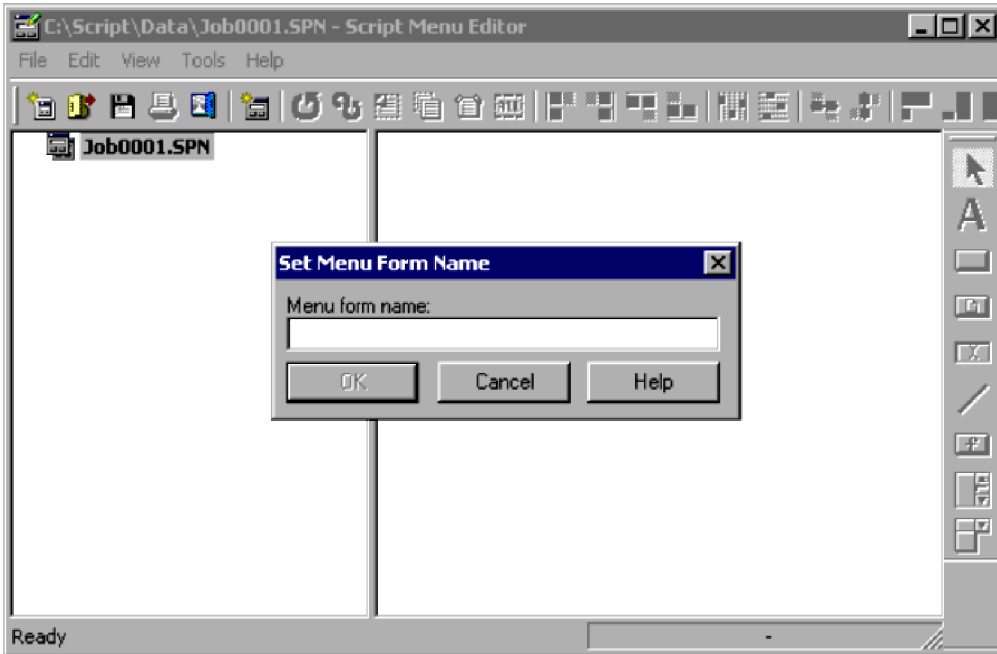 C:\Script\Data\Job0001.SPN - Script Menu Editor
File Edit View Tools Help
Job0001.SPN
Set Menu Form Name
Menu form name:
OK Cancel Help
A
Ready -